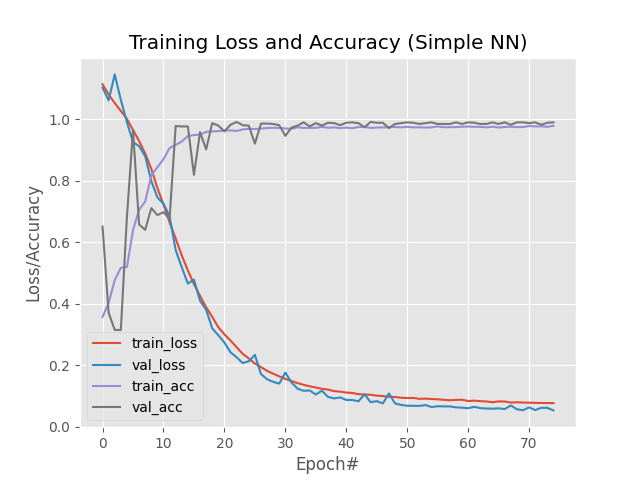 Training Loss and Accuracy (Simple NN)
Loss/Accuracy
1.0
0.8
0.6
0.4
0.2
0.0
train_loss
val_loss
train_acc
val_acc
0 10 20 30 40 50 60 70
Epoch#